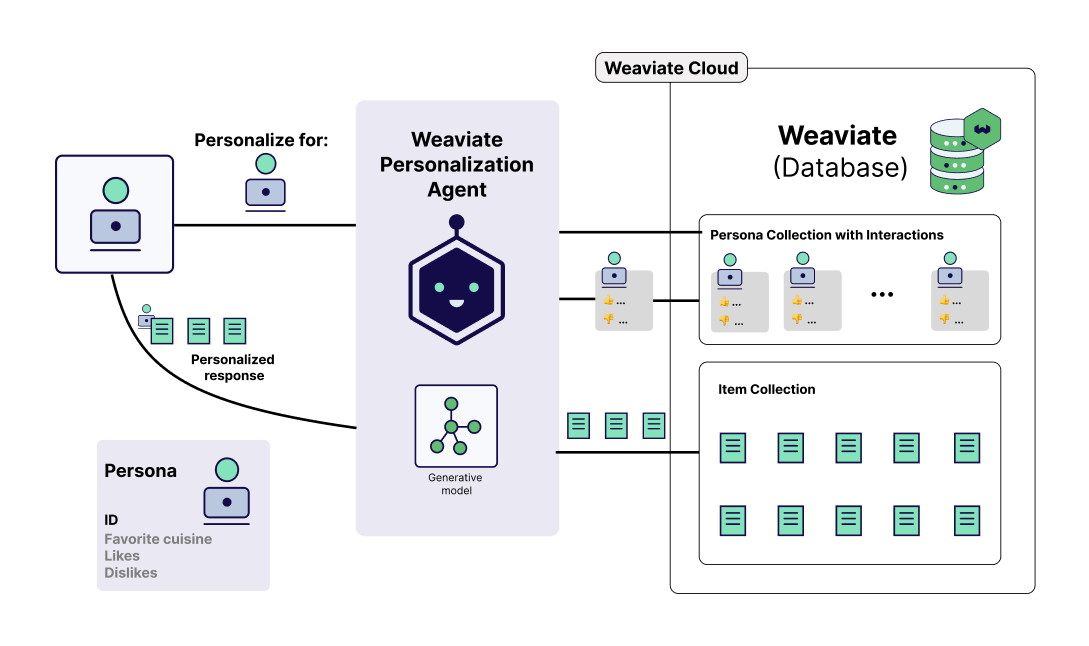 Weaviate Cloud
Personalize for:
Weaviate
Personalization
Agent
Weaviate
(Database)
Persona Collection with Interactions
👍...
👎 ...
👍...
👎 ...
👍...
👎 ...
...
👍...
👎 ...
Personalized
response
Item Collection
Generative
model
Persona
ID
Favorite cuisine
Likes
Dislikes